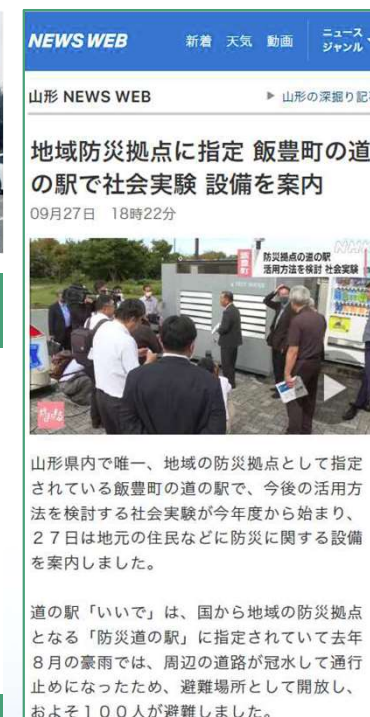 NEWS WEB
新着 天気 動画
ニュース
ジャンル
山形 NEWS WEB
▶ 山形の深掘り記
地域防災拠点に指定 飯豊町の道
の駅で社会実験 設備を案内
09月27日 18時22分
NHK
飯豊町
防災拠点の道の駅
活用方法を検討 社会実験
やままる
山形県内で唯一、地域の防災拠点として指定
されている飯豊町の道の駅で、今後の活用方
法を検討する社会実験が今年度から始まり、
27日は地元の住民などに防災に関する設備
を案内しました。
道の駅「いいで」は、国から地域の防災拠点
となる「防災道の駅」に指定されていて去年
8月の豪雨では、周辺の道路が冠水して通行
止めになったため、避難場所として開放し、
およそ100人が避難しました。